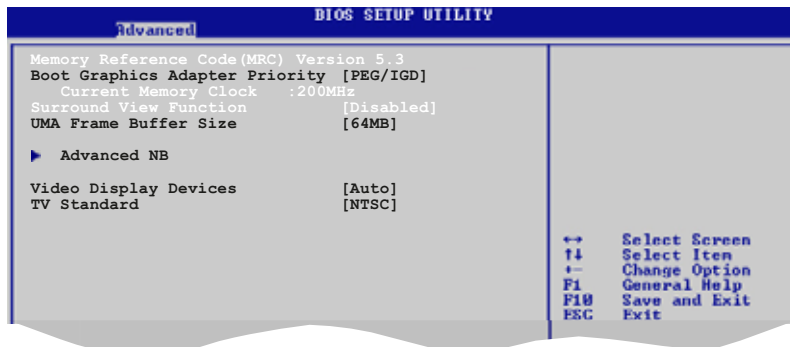 BIOS SETUP UTILITY
Advanced
Memory Reference Code(MRC) Version 5.3
Boot Graphics Adapter Priority [PEG/IGD]
Current Memory Clock :200MHz
Surround View Function [Disabled]
UMA Frame Buffer Size [64MB]
Advanced NB
Video Display Devices [Auto]
TV Standard [NTSC]
↔ Select Screen
↑↓ Select Item
+- Change Option
F1 General Help
F10 Save and Exit
ESC Exit